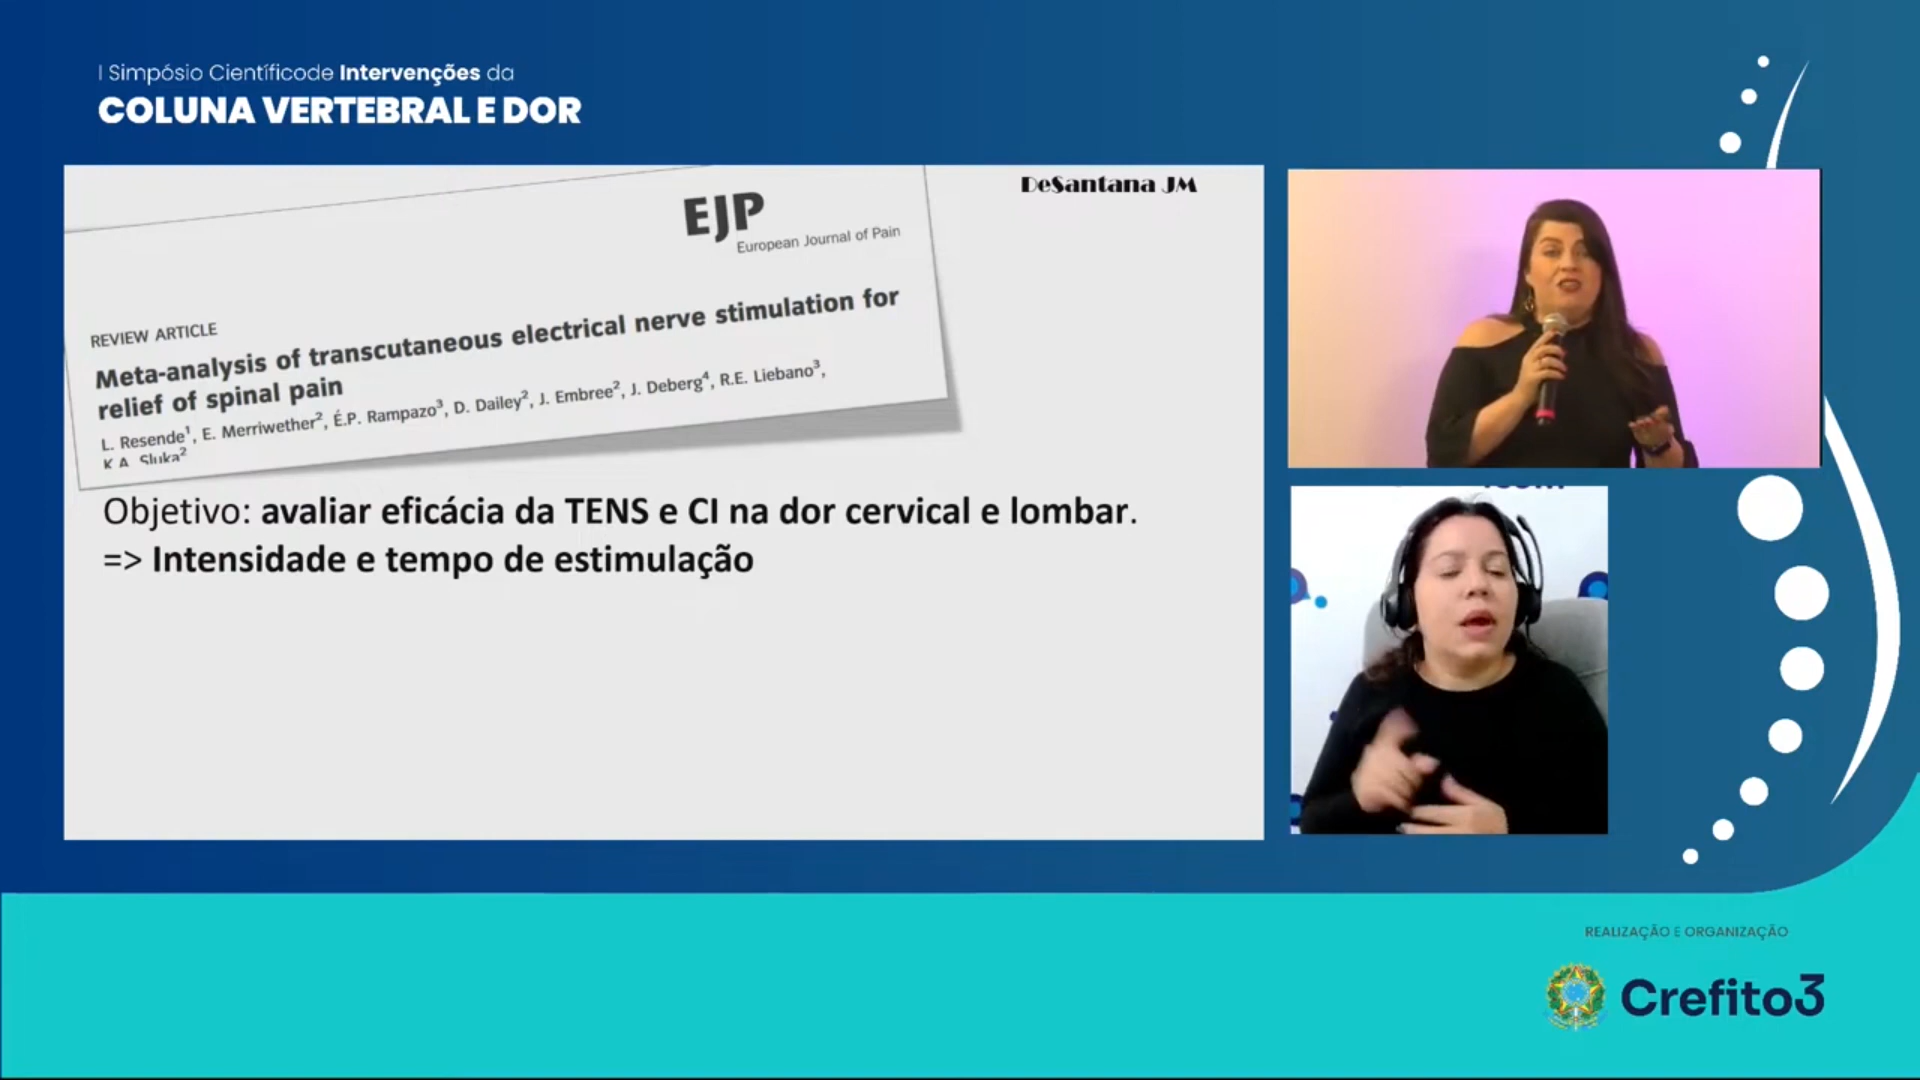 I Simpósio Científicode Intervenções da
COLUNA VERTEBRAL E DOR
DeSantana JM
EJP
European Journal of Pain
REVIEW ARTICLE
Meta-analysis of transcutaneous electrical nerve stimulation for
relief of spinal pain
L. Resende¹, E. Merriwether², É.P. Rampazo³, D. Dailey², J. Embree², J. Deberg⁴, R.E. Liebano³,
K.A. Sluka²
Objetivo: avaliar eficácia da TENS e CI na dor cervical e lombar.
=> Intensidade e tempo de estimulação
REALIZAÇÃO E ORGANIZAÇÃO
Crefito3